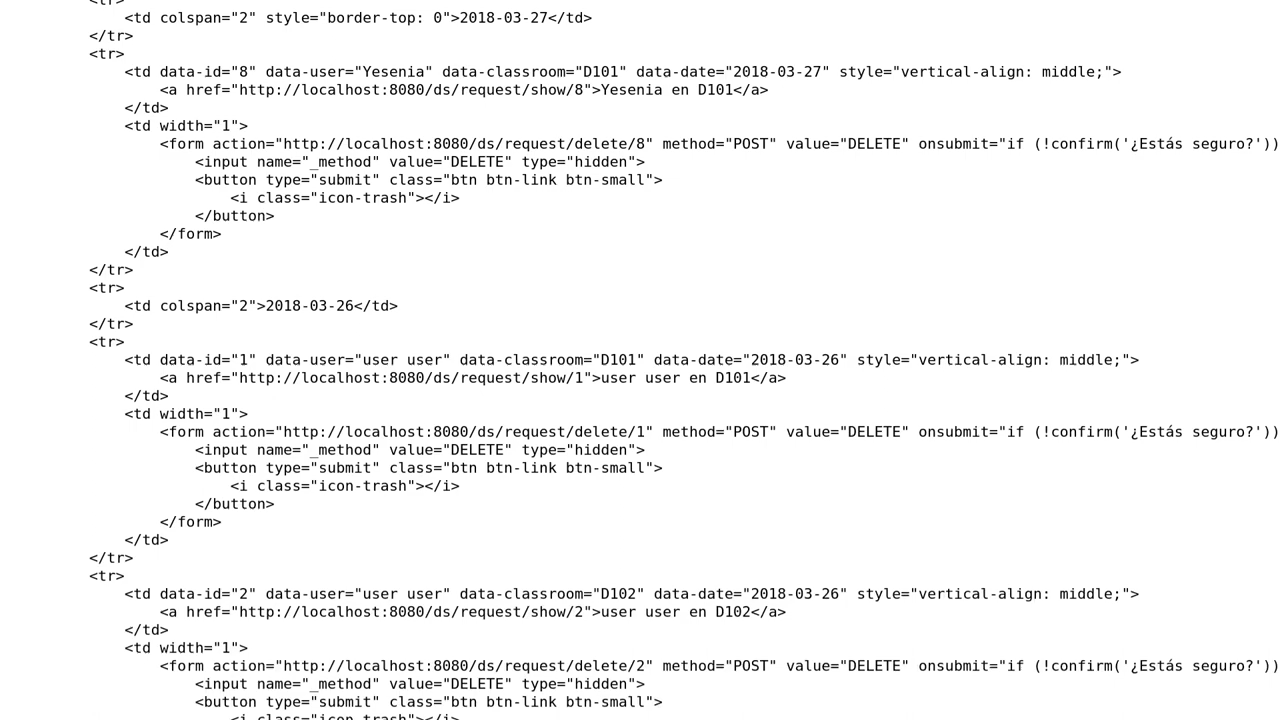 <tr>
<td colspan="2" style="border-top: 0">2018-03-27</td>
</tr>
<tr>
<td data-id="8" data-user="Yesenia" data-classroom="D101" data-date="2018-03-27" style="vertical-align: middle;">
<a href="http://localhost:8080/ds/request/show/8">Yesenia en D101</a>
</td>
<td width="1">
<form action="http://localhost:8080/ds/request/delete/8" method="POST" value="DELETE" onsubmit="if (!confirm('¿Estás seguro?'))
<input name="_method" value="DELETE" type="hidden">
<button type="submit" class="btn btn-link btn-small">
<i class="icon-trash"></i>
</button>
</form>
</td>
</tr>
<tr>
<td colspan="2">2018-03-26</td>
</tr>
<tr>
<td data-id="1" data-user="user user" data-classroom="D101" data-date="2018-03-26" style="vertical-align: middle;">
<a href="http://localhost:8080/ds/request/show/1">user user en D101</a>
</td>
<td width="1">
<form action="http://localhost:8080/ds/request/delete/1" method="POST" value="DELETE" onsubmit="if (!confirm('¿Estás seguro?'))
<input name="_method" value="DELETE" type="hidden">
<button type="submit" class="btn btn-link btn-small">
<i class="icon-trash"></i>
</button>
</form>
</td>
</tr>
<tr>
<td data-id="2" data-user="user user" data-classroom="D102" data-date="2018-03-26" style="vertical-align: middle;">
<a href="http://localhost:8080/ds/request/show/2">user user en D102</a>
</td>
<td width="1">
<form action="http://localhost:8080/ds/request/delete/2" method="POST" value="DELETE" onsubmit="if (!confirm('¿Estás seguro?'))
<input name="_method" value="DELETE" type="hidden">
<button type="submit" class="btn btn-link btn-small">
<i class="icon-trash"></i>